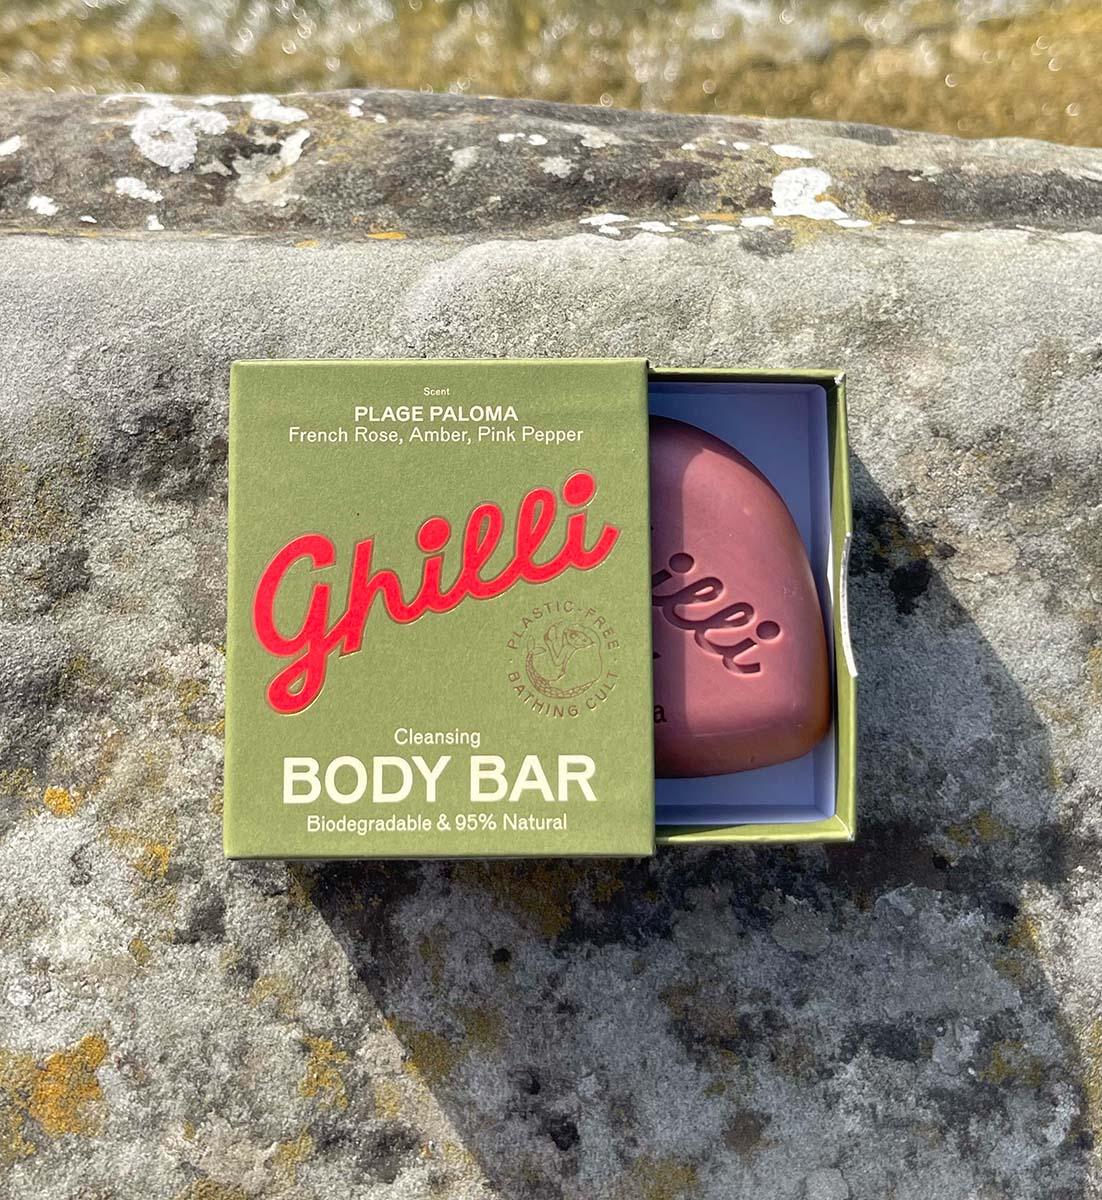 Scent
PLAGE PALOMA
French Rose, Amber, Pink Pepper
Ghilli
PLASTIC-FREE
BATHING CULT
Cleansing
BODY BAR
Biodegradable & 95% Natural
illi
a